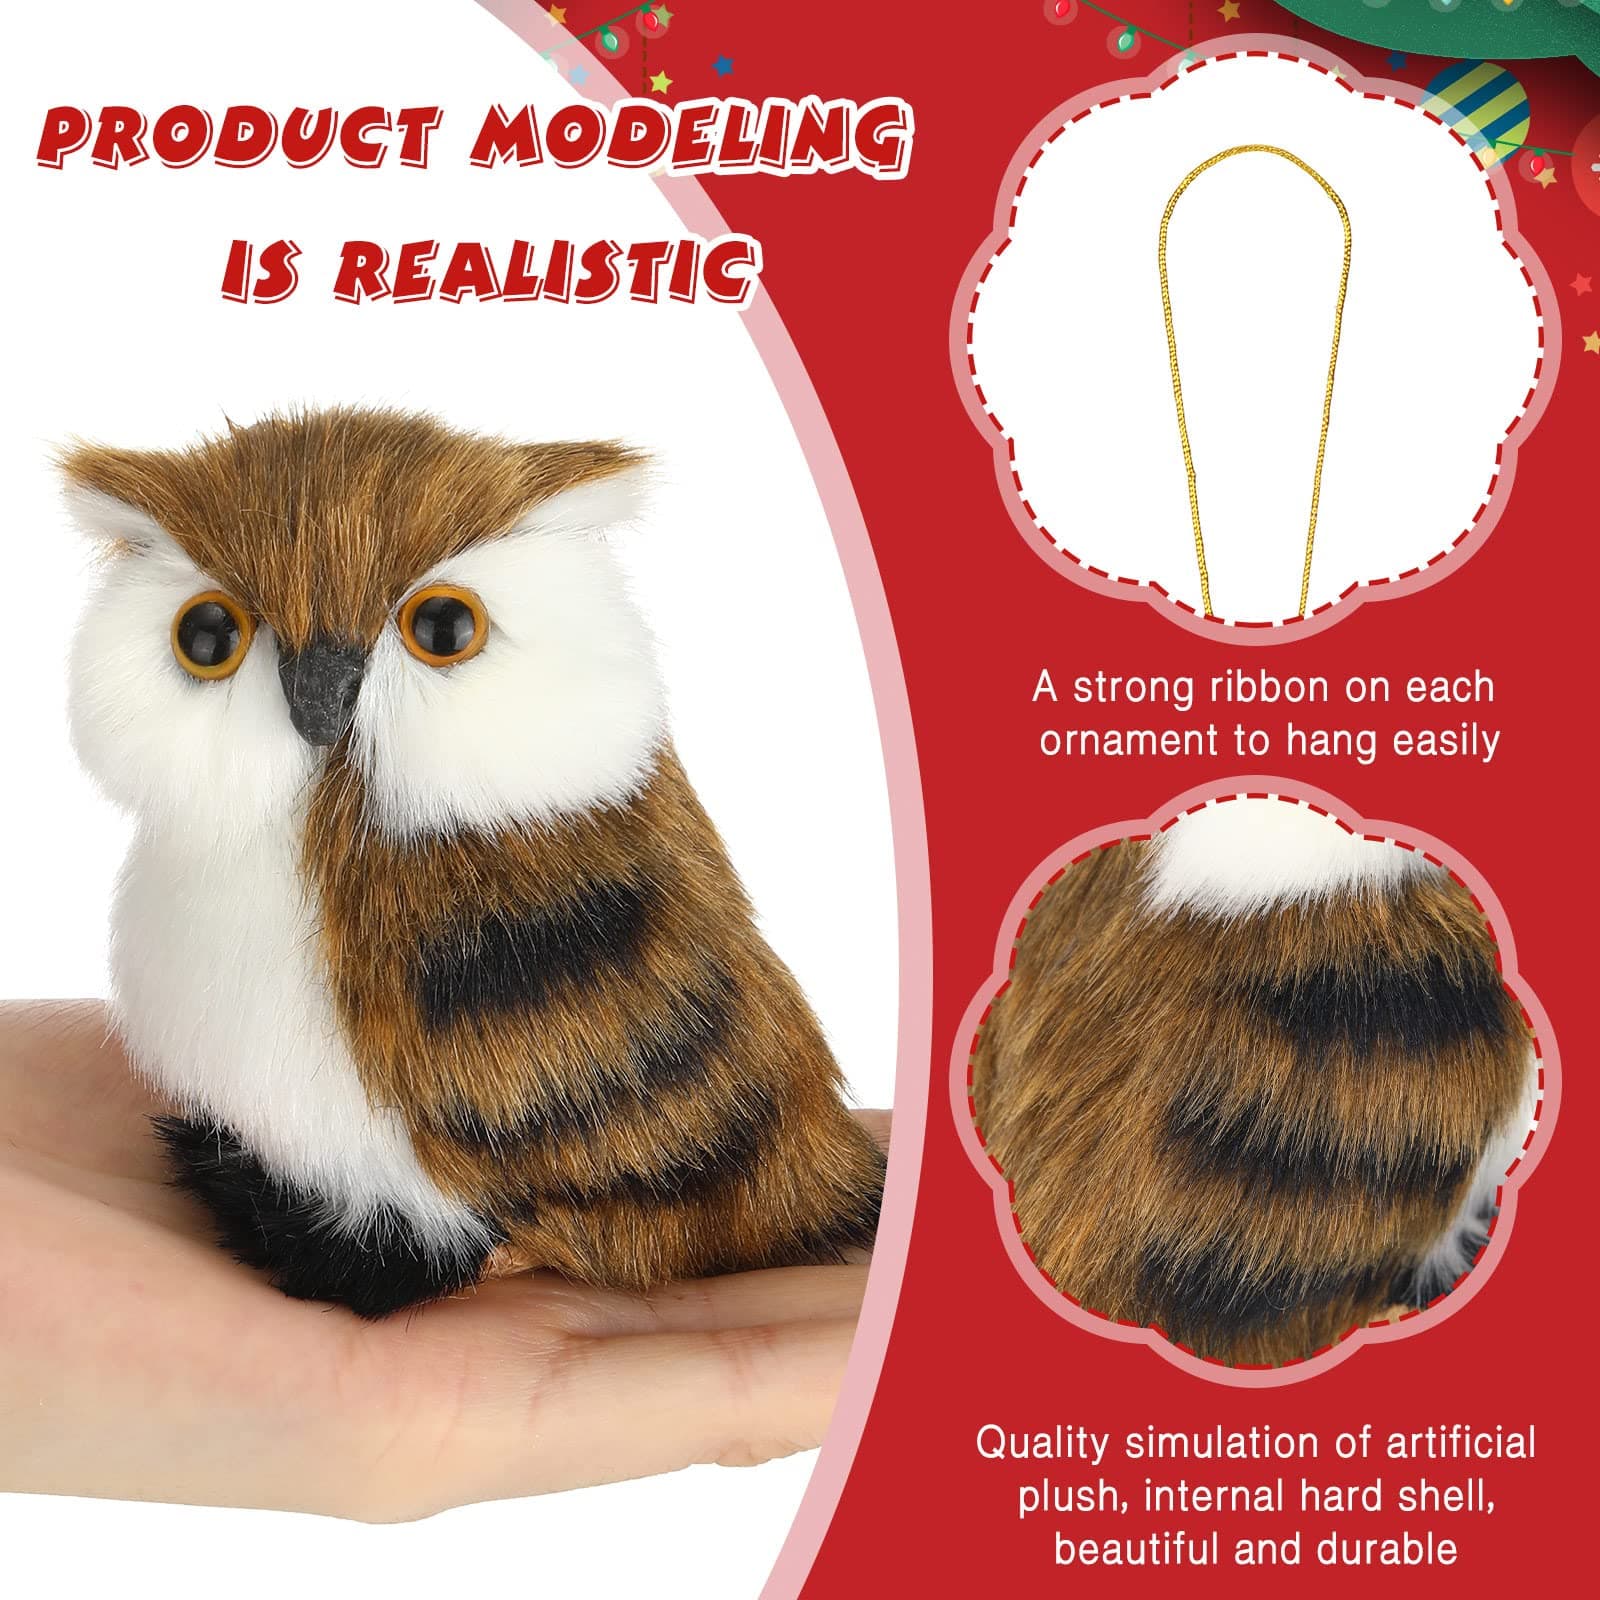 PRODUCT MODELING
IS REALISTIC
A strong ribbon on each
ornament to hang easily
Quality simulation of artificial
plush, internal hard shell,
beautiful and durable